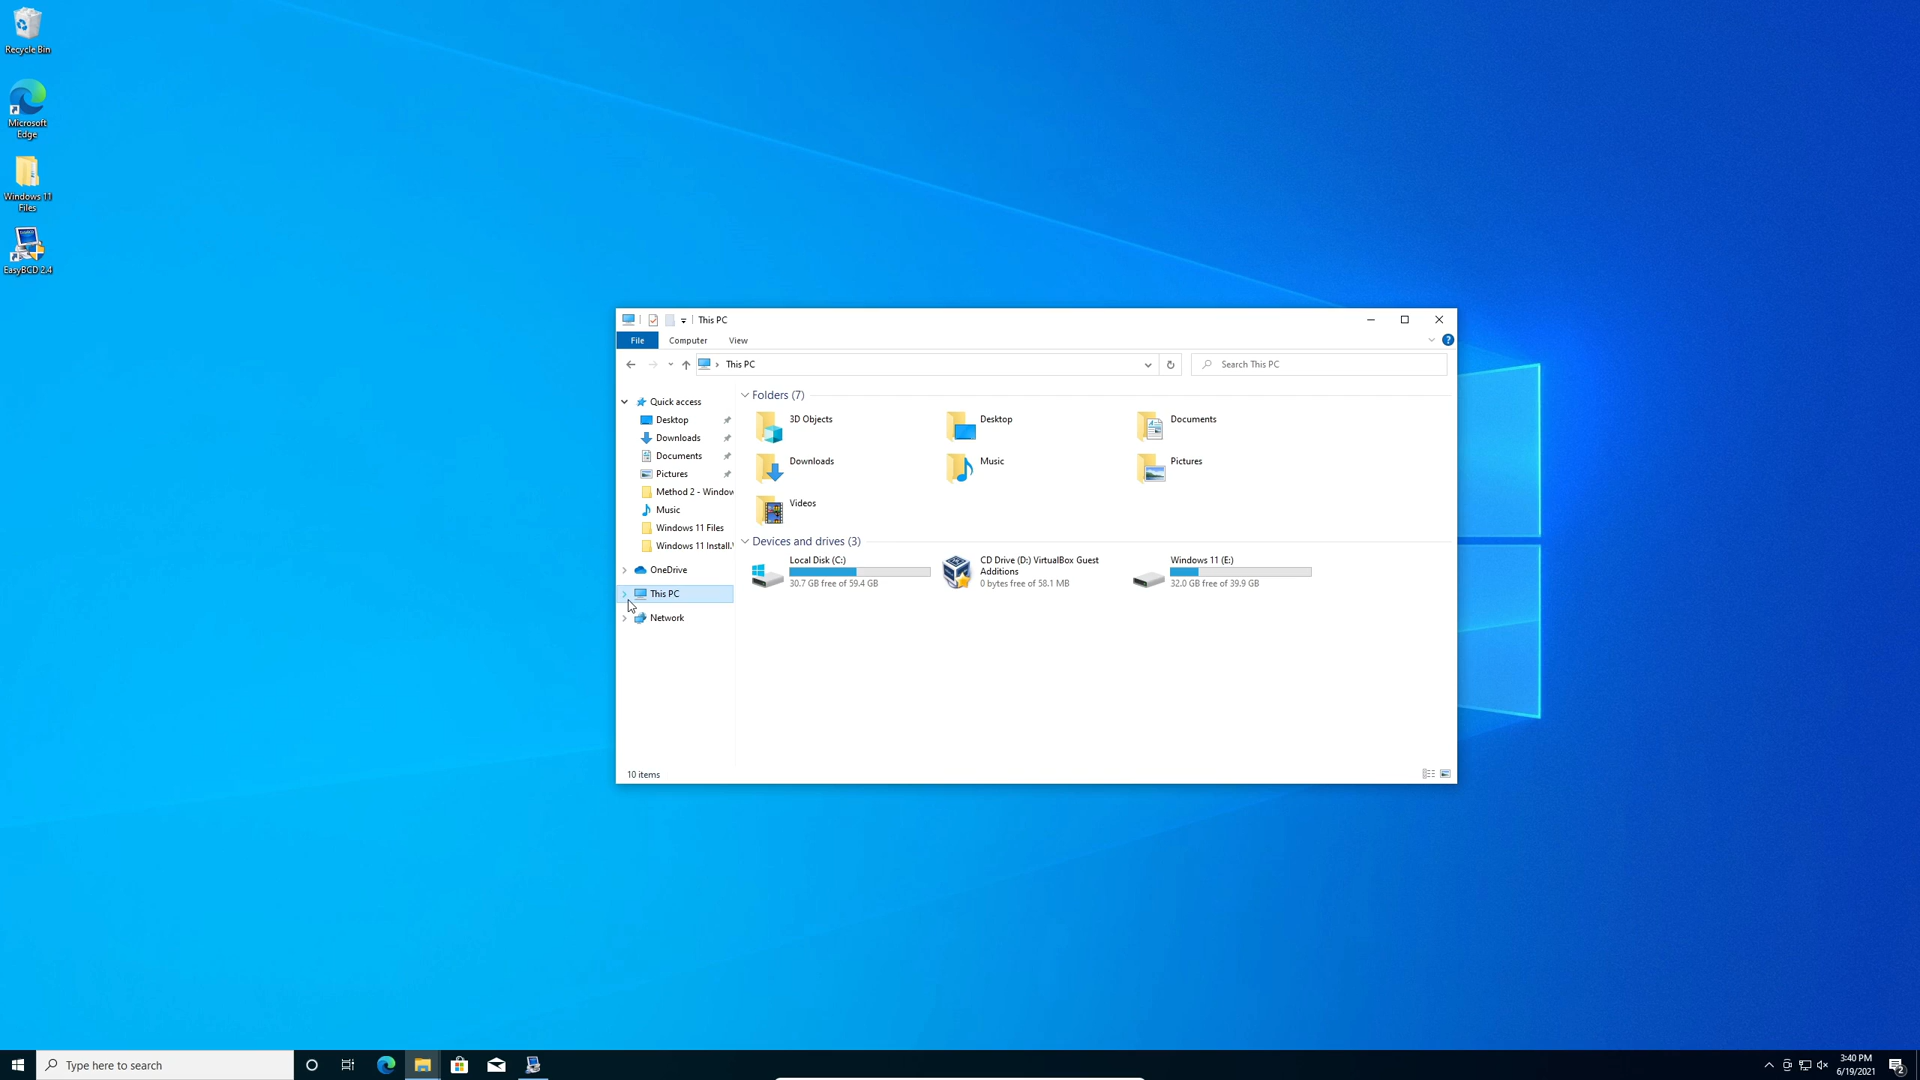 Recycle Bin
Microsoft
Edge
Windows 11
Files
EasyBCD 2.4
This PC
File Computer View
This PC
Search This PC
Quick access
Desktop
Downloads
Documents
Pictures
Method 2 - Window
Music
Windows 11 Files
Windows 11 Install.
OneDrive
This PC
Network
Folders (7)
3D Objects Desktop Documents
Downloads Music Pictures
Videos
Devices and drives (3)
Local Disk (C:)
30.7 GB free of 59.4 GB
CD Drive (D:) VirtualBox Guest
Additions
0 bytes free of 58.1 MB
Windows 11 (E:)
32.0 GB free of 39.9 GB
10 items
Type here to search
3:40 PM
6/19/2021
2